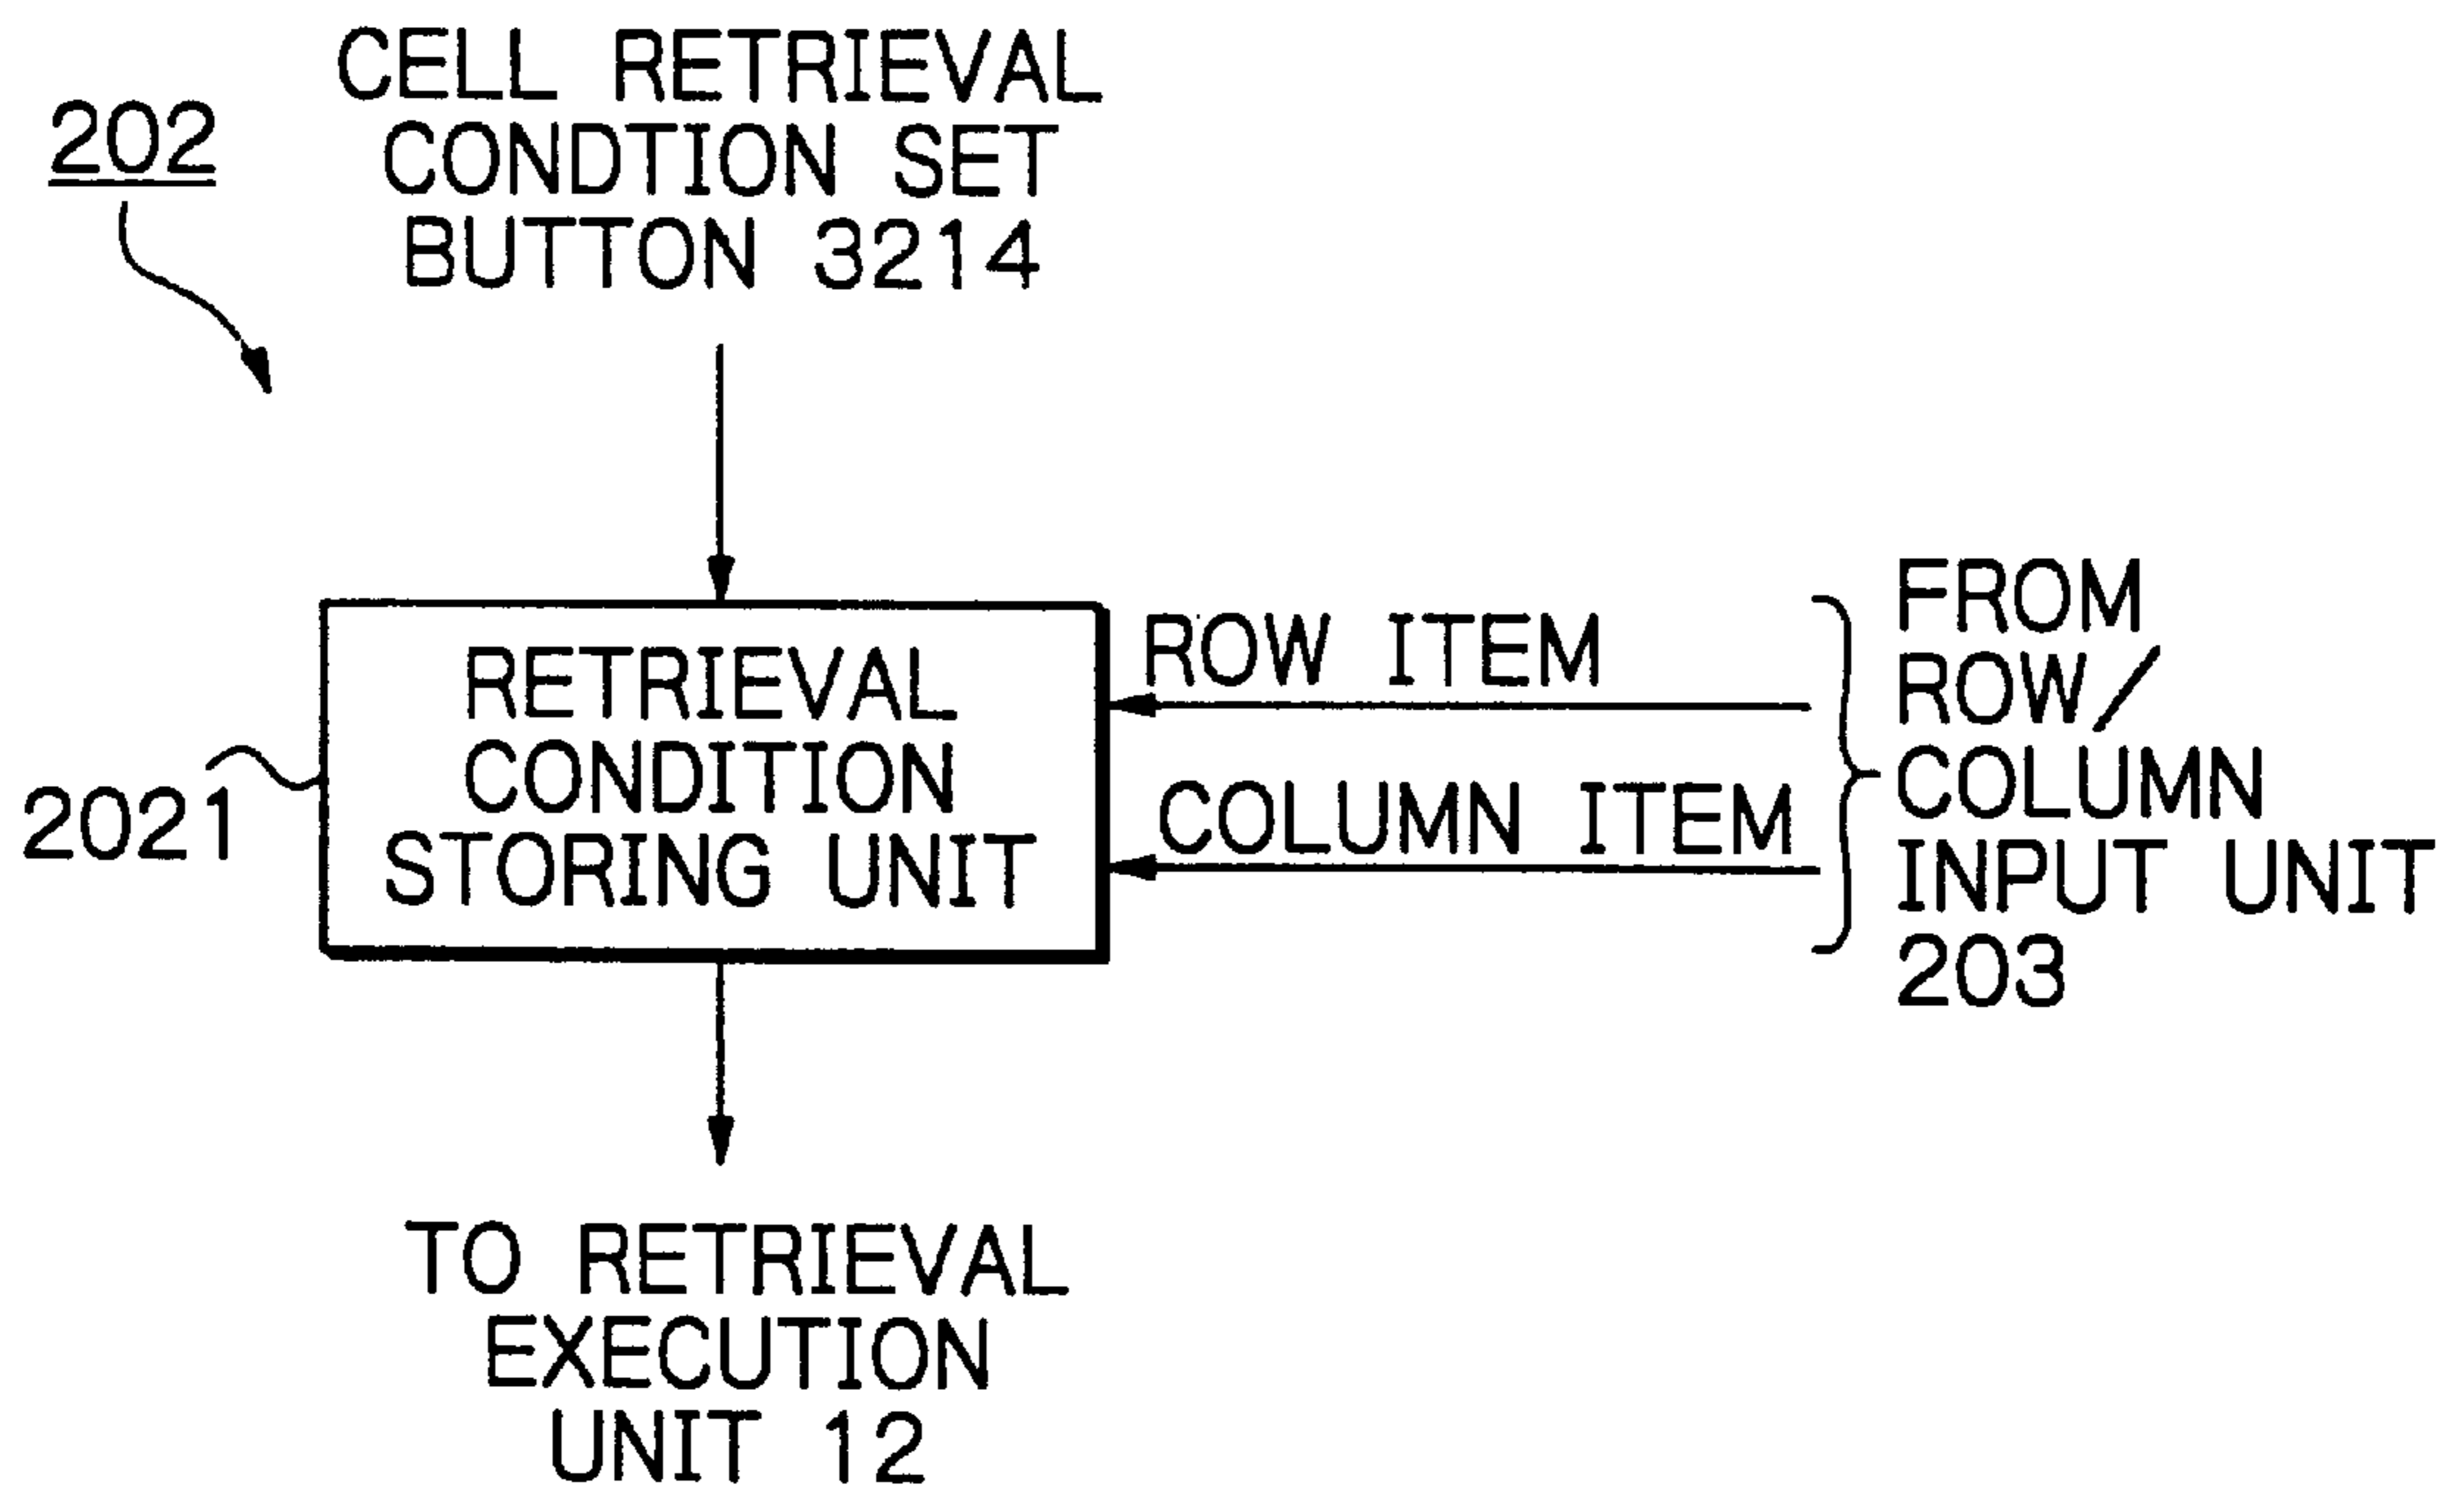 202
CELL RETRIEVAL
CONDTION SET
BUTTON 3214
RETRIEVAL
CONDITION
STORING UNIT
2021
ROW ITEM
COLUMN ITEM
FROM
ROW/
COLUMN
INPUT UNIT
203
TO RETRIEVAL
EXECUTION
UNIT 12